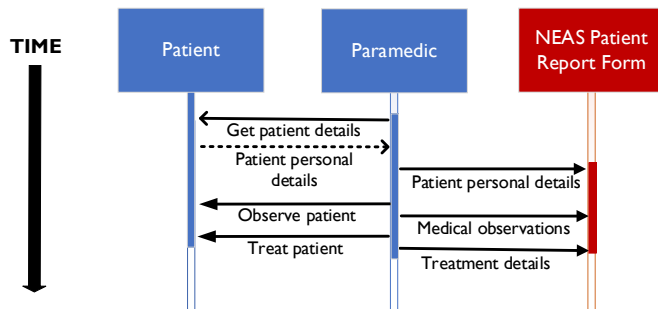 TIME
Patient
Paramedic
NEAS Patient
Report Form
Get patient details
Patient personal
details
Patient personal details
Observe patient
Medical observations
Treat patient
Treatment details